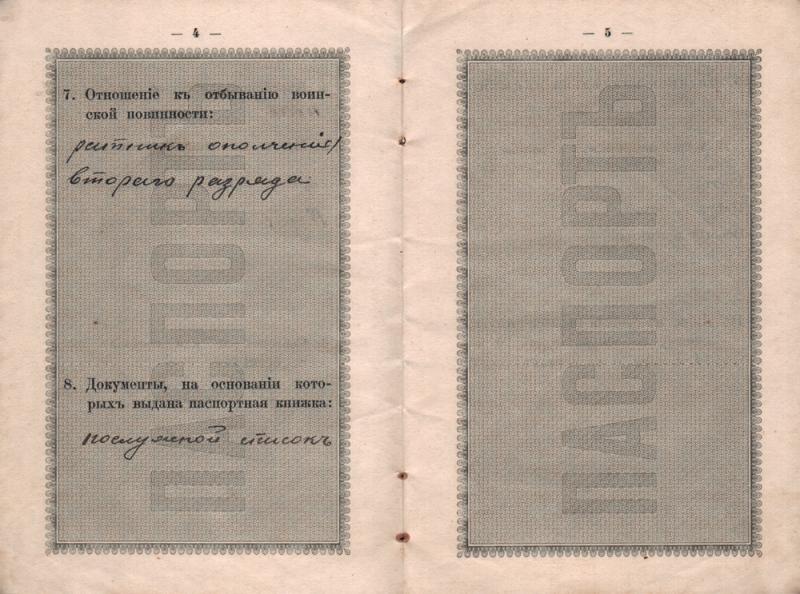 — 4 —
7. Отношеніе къ отбыванію воин-
ской повинности:
ратникъ ополченія
втораго разряда
ПАСПОРТЪ
8. Документы, на основаніи кото-
рыхъ выдана паспортная книжка:
послужной списокъ
— 5 —
ПАСПОРТЪ